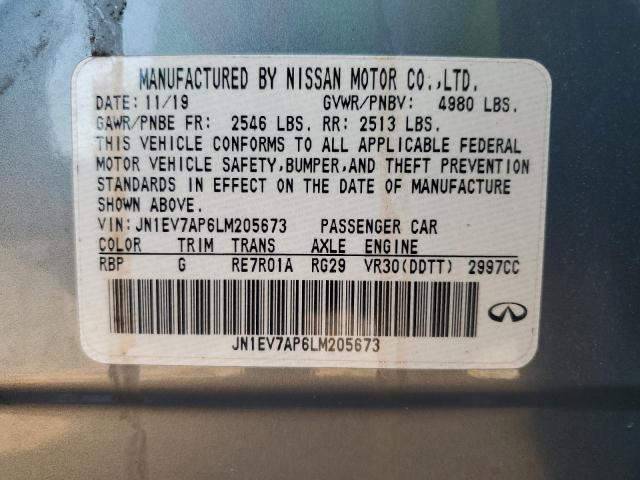 MANUFACTURED BY NISSAN MOTOR CO.,LTD.
DATE: 11/19 GVWR/PNBV: 4980 LBS.
GAWR/PNBE FR: 2546 LBS. RR: 2513 LBS.
THIS VEHICLE CONFORMS TO ALL APPLICABLE FEDERAL
MOTOR VEHICLE SAFETY,BUMPER,AND THEFT PREVENTION
STANDARDS IN EFFECT ON THE DATE OF MANUFACTURE
SHOWN ABOVE.
VIN:JN1EV7AP6LM205673 PASSENGER CAR
COLOR TRIM TRANS AXLE ENGINE
RBP G RE7R01A RG29 VR30(DDTT) 2997CC
JN1EV7AP6LM205673